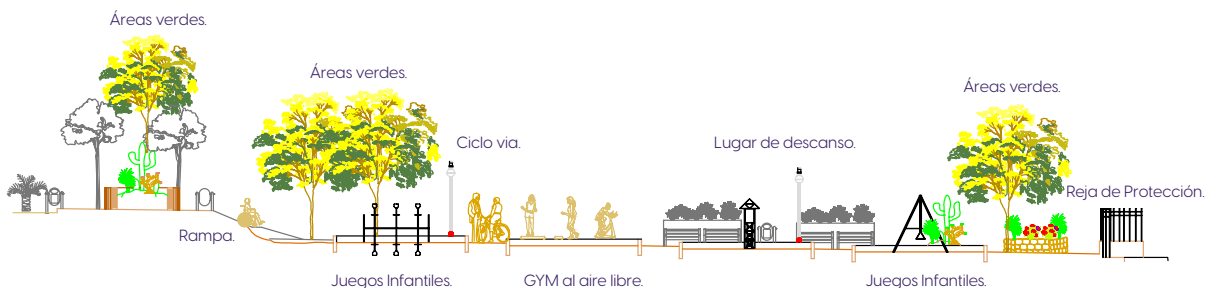 Áreas verdes.
Áreas verdes.
Áreas verdes.
Ciclo via.
Lugar de descanso.
Reja de Protección.
Rampa.
Juegos Infantiles.
GYM al aire libre.
Juegos Infantiles.